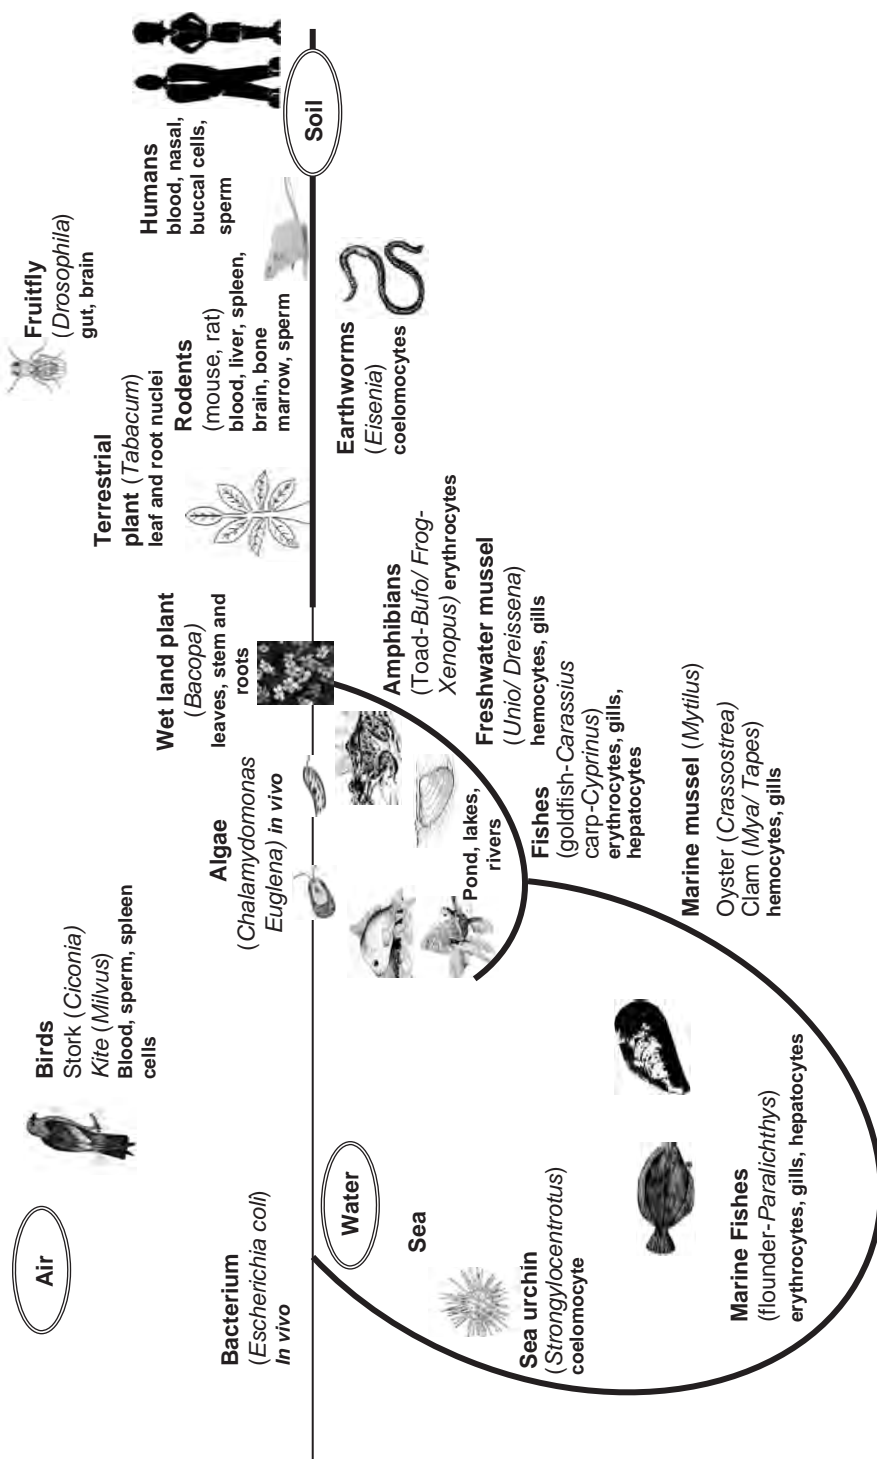 Air
Birds
Stork (Ciconia)
Kite (Milvus)
Blood, sperm, spleen
cells
Fruitfly
(Drosophila)
gut, brain
Bacterium
(Escherichia coli)
In vivo
Algae
(Chalamydomonas
Euglena) in vivo
Wet land plant
(Bacopa)
leaves, stem and
roots
Terrestrial
plant (Tabacum)
leaf and root nuclei
Rodents
(mouse, rat)
blood, liver, spleen,
brain, bone
marrow, sperm
Humans
blood, nasal,
buccal cells,
sperm
Soil
Water
Sea
Pond, lakes,
rivers
Earthworms
(Eisenia)
coelomocytes
Amphibians
(Toad-Bufo/ Frog-
Xenopus) erythrocytes
Freshwater mussel
(Unio/ Dreissena)
hemocytes, gills
Fishes
(goldfish-Carassius
carp-Cyprinus)
erythrocytes, gills,
hepatocytes
Sea urchin
(Strongylocentrotus)
coelomocyte
Marine mussel (Mytilus)
Oyster (Crassostrea)
Clam (Mya/ Tapes)
hemocytes, gills
Marine Fishes
(flounder-Paralichthys)
erythrocytes, gills, hepatocytes